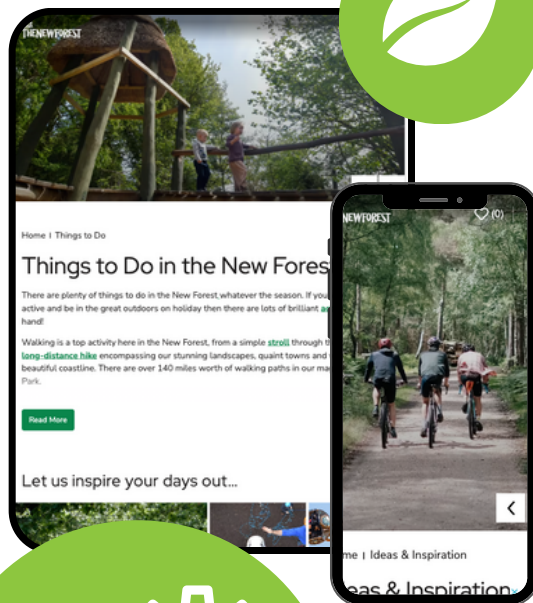 THE NEW FOREST
Home | Things to Do
Things to Do in the New Fores
There are plenty of things to do in the New Forest, whatever the season. If you
active and be in the great outdoors on holiday then there are lots of brilliant
hand!
Walking is a top activity here in the New Forest, from a simple stroll through
long-distance hike encompassing our stunning landscapes, quaint towns and
beautiful coastline. There are over 140 miles worth of walking paths in our
Park.
Read More
Let us inspire your days out...
NEWFOREST
(0)
me | Ideas & Inspiration
eas & Inspiration